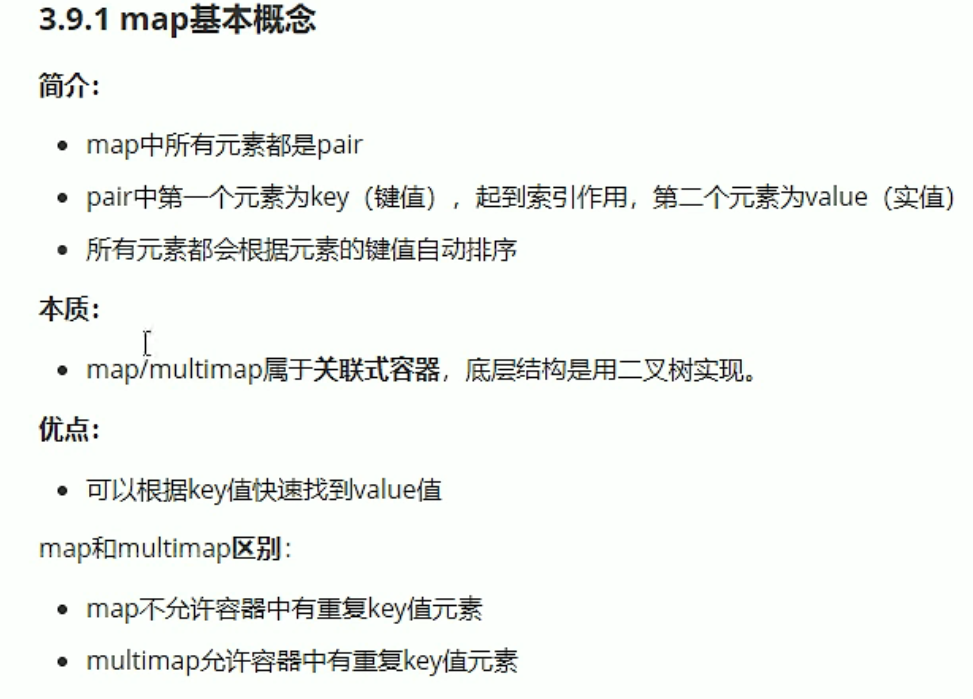 3.9.1 map基本概念
简介：
map中所有元素都是pair
pair中第一个元素为key（键值），起到索引作用，第二个元素为value（实值）
所有元素都会根据元素的键值自动排序
本质：
map/multimap属于关联式容器，底层结构是用二叉树实现。
优点：
可以根据key值快速找到value值
map和multimap区别：
map不允许容器中有重复key值元素
multimap允许容器中有重复key值元素